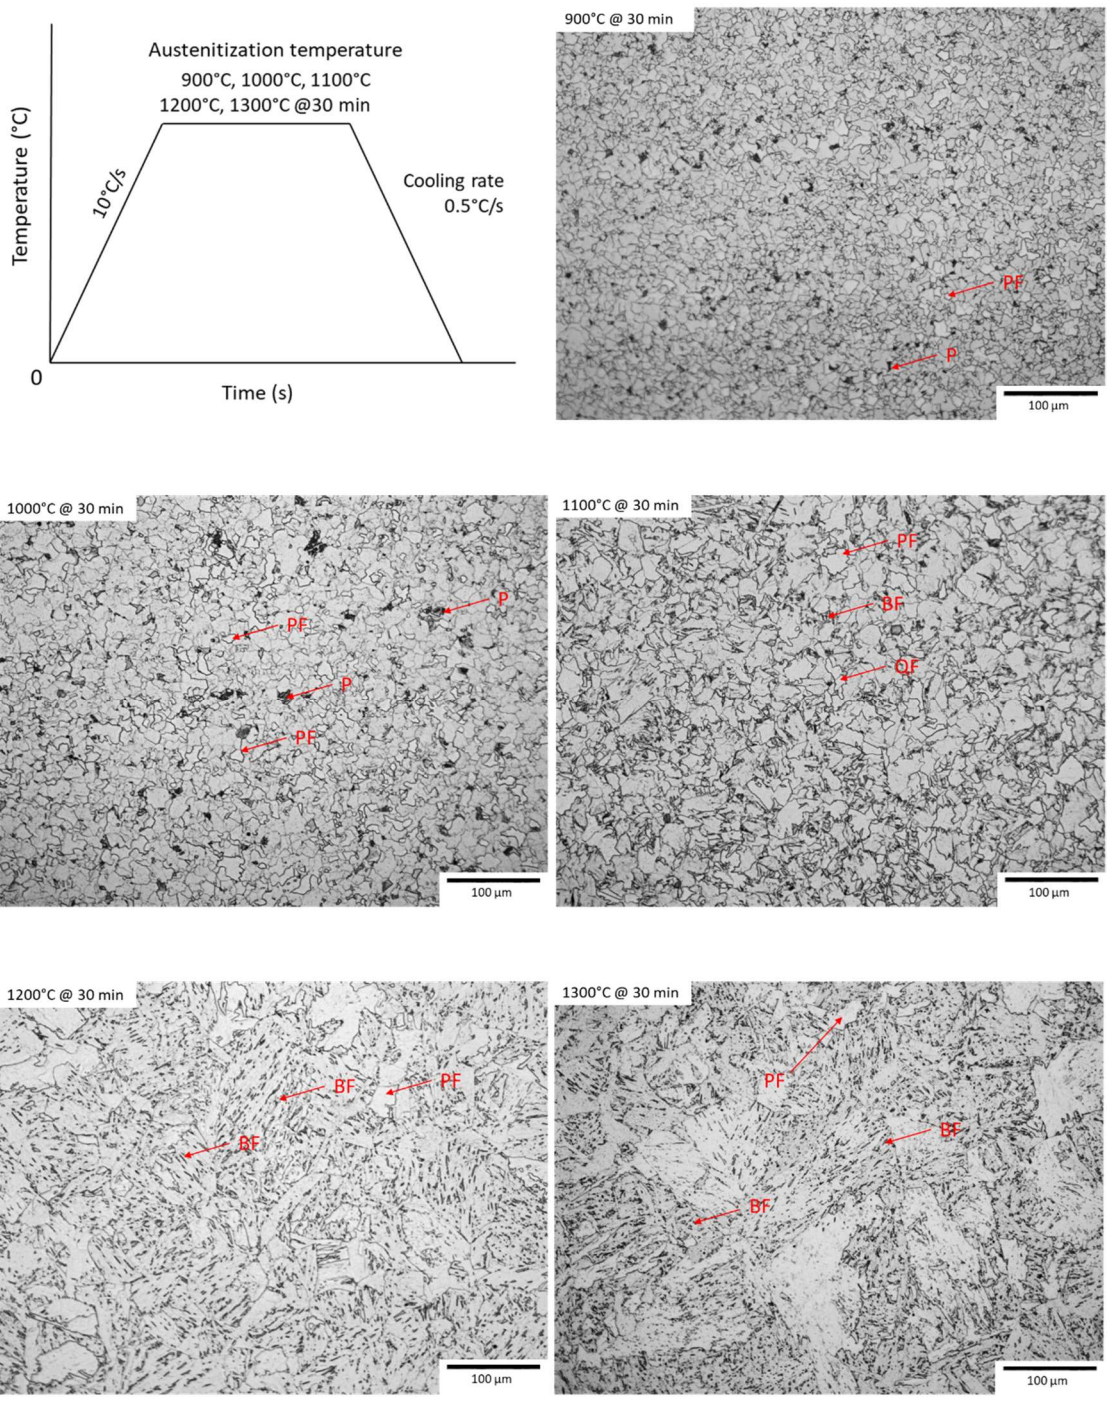 Temperature (°C)
Austenitization temperature
900°C, 1000°C, 1100°C
1200°C, 1300°C @30 min
10°C/s
Cooling rate
0.5°C/s
0
Time (s)
900°C @ 30 min
PF
P
100 µm
1000°C @ 30 min
P
PF
P
PF
100 µm
1100°C @ 30 min
PF
BF
QF
100 µm
1200°C @ 30 min
BF
PF
BF
100 µm
1300°C @ 30 min
PF
BF
BF
100 µm